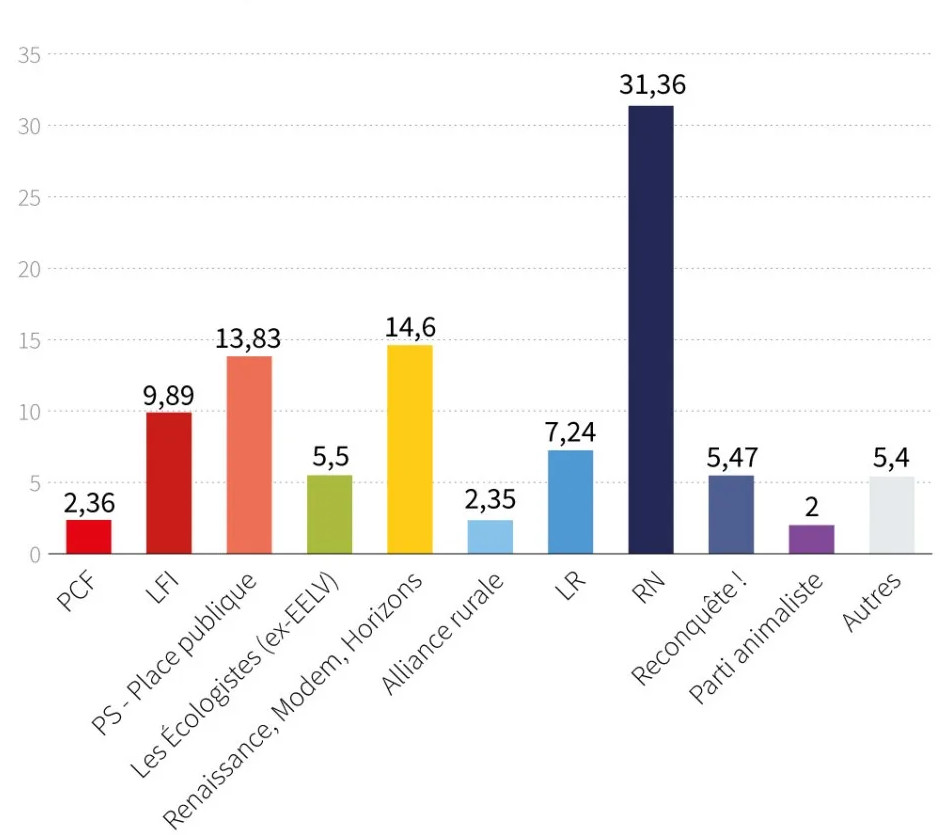 35
30
25
20
15
10
5
0
2,36
9,89
13,83
5,5
14,6
2,35
7,24
31,36
5,47
2
5,4
PCF
LFI
PS - Place publique
Les Écologistes (ex-EELV)
Renaissance, Modem, Horizons
Alliance rurale
LR
RN
Reconquête !
Parti animaliste
Autres